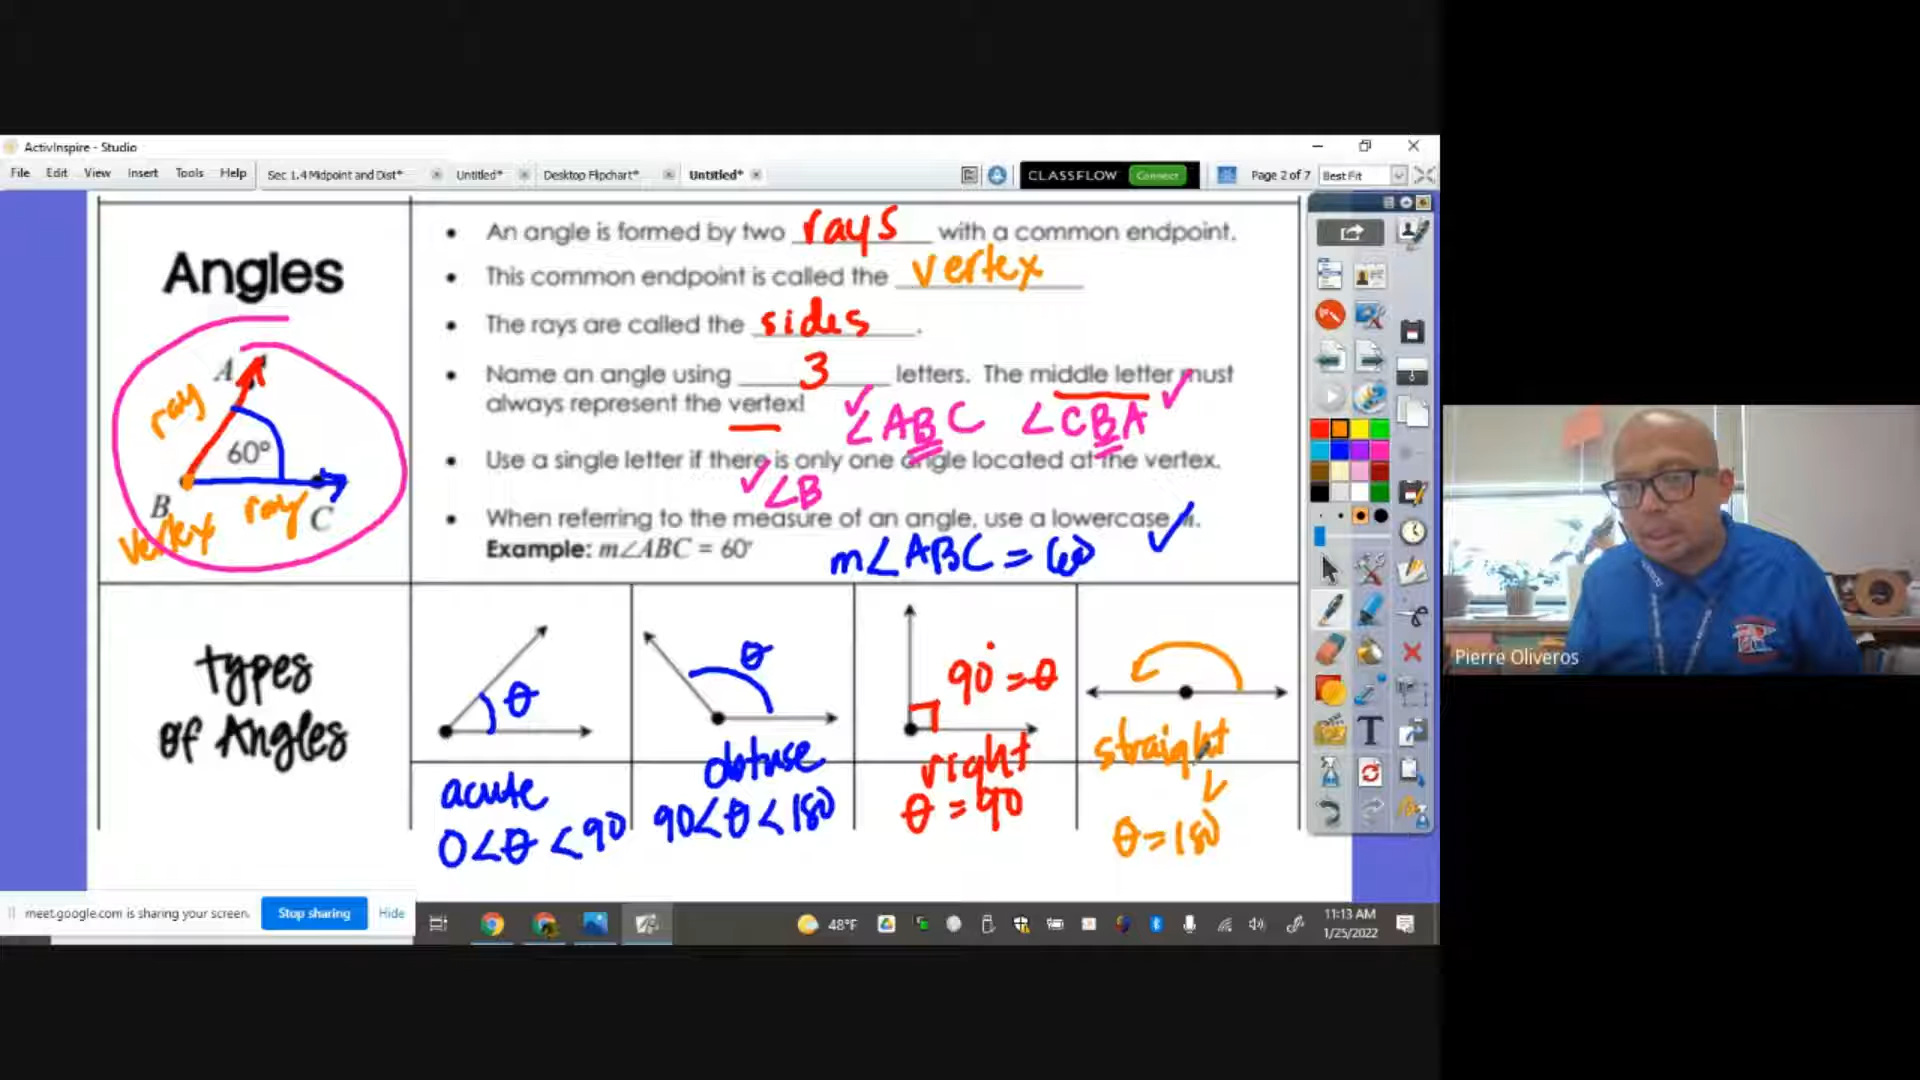 ActivInspire - Studio
File Edit View Insert Tools Help
Sec 1.4 Midpoint and Dist* Untitled* Desktop Flipchart* Untitled*
CLASSFLOW Connect
Page 2 of 7 Best Fit
Angles
• An angle is formed by two rays with a common endpoint.
• This common endpoint is called the vertex
• The rays are called the sides.
• Name an angle using 3 letters. The middle letter must
always represent the vertex!
∠ABC ∠CBA
• Use a single letter if there is only one angle located at the vertex.
∠B
• When referring to the measure of an angle, use a lowercase m.
Example: m∠ABC = 60°
m∠ABC = 60
A
ray
60°
B
ray
C
vertex
types
of Angles
θ
θ
90° = θ
acute
0 < θ < 90
obtuse
90 < θ < 180
right
θ = 90
straight
θ = 180
Pierre Oliveros
meet.google.com is sharing your screen.
Stop sharing
Hide
48°F
11:13 AM
1/25/2022